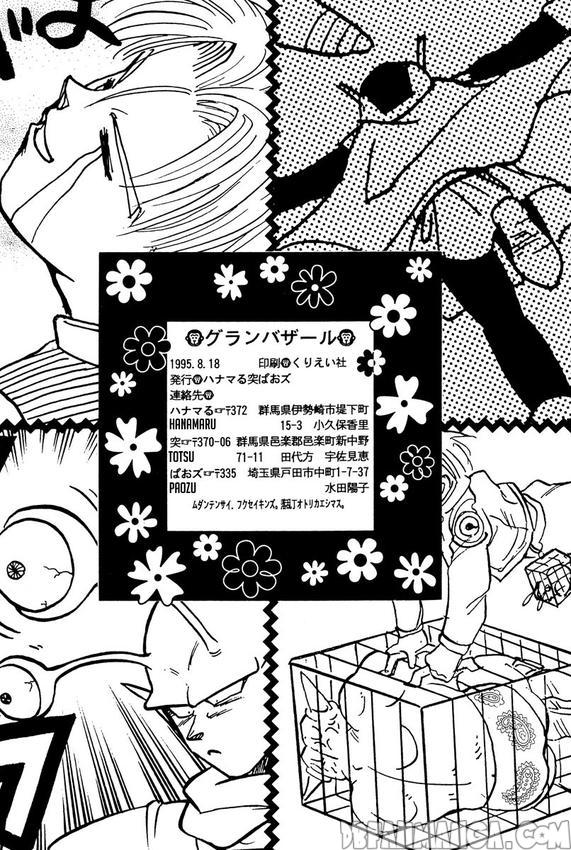 よ
グランバザール
1995.8.18 印刷 くりえい社
発行 ハナマる突ぱおズ
連絡先
ハナマる☞〒372 群馬県伊勢崎市堤下町
HANAMARU 15-3 小久保香里
突☞〒370-06 群馬県邑楽郡邑楽町新中野
TOTSU 71-11 田代方 宇佐見恵
ぱおズ☞〒335 埼玉県戸田市中町1-7-37
PAOZU 水田陽子
ムダンテンサイ、フクセイキンズ。乱丁オトリカエシマス。
DBFAUMANGA.COM